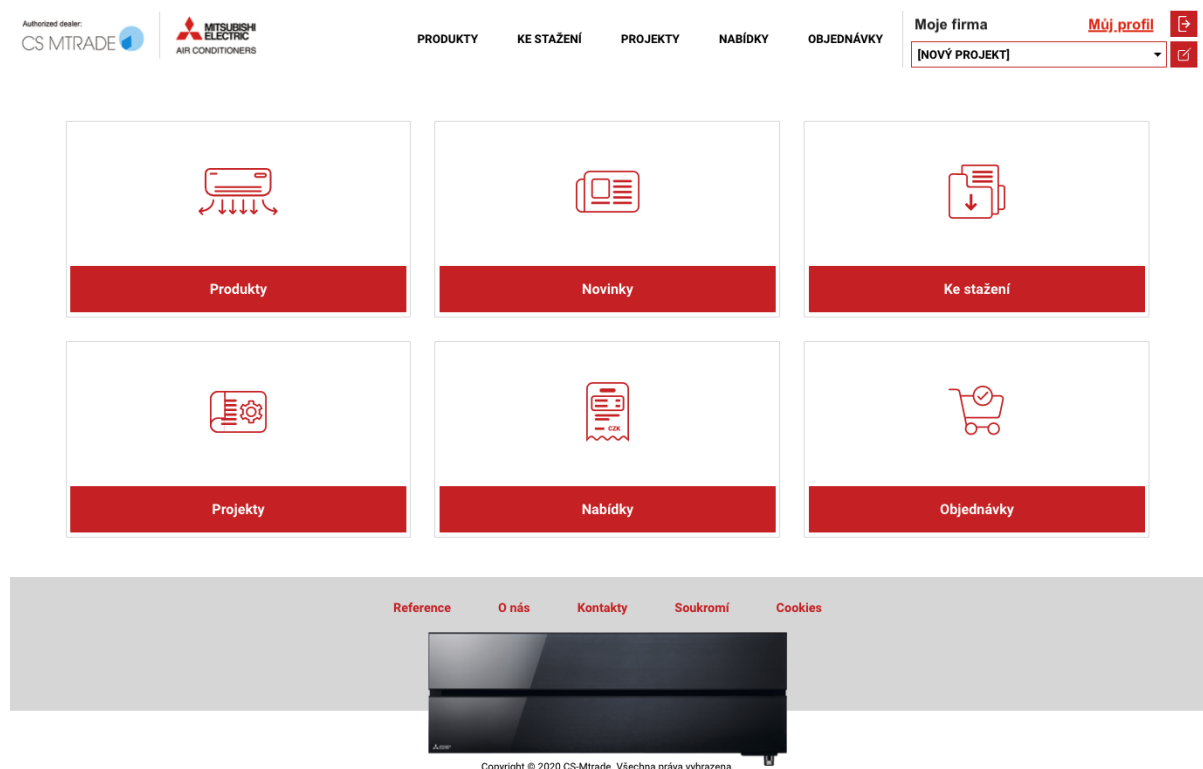 Authorized dealer:
CS MTRADE
MITSUBISHI
ELECTRIC
AIR CONDITIONERS
PRODUKTY
KE STAŽENÍ
PROJEKTY
NABÍDKY
OBJEDNÁVKY
Moje firma
Můj profil
[NOVÝ PROJEKT]
Produkty
Novinky
Ke stažení
CZK
Projekty
Nabídky
Objednávky
Reference
O nás
Kontakty
Soukromí
Cookies
Copyright © 2020 CS-Mtrade. Všechna práva vyhrazena.